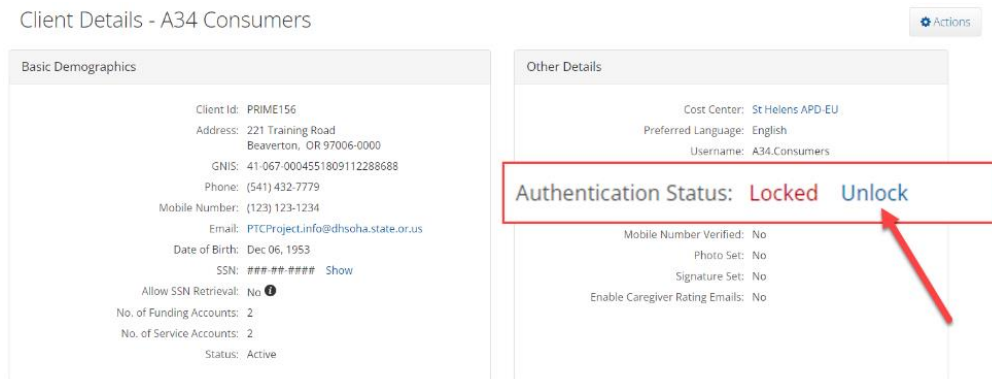 Client Details - A34 Consumers
Actions
Basic Demographics
Client Id: PRIME156
Address: 221 Training Road
Beaverton, OR 97006-0000
GNIS: 41-067-0004551809112288688
Phone: (541) 432-7779
Mobile Number: (123) 123-1234
Email: PTCProject.info@dhsoha.state.or.us
Date of Birth: Dec 06, 1953
SSN: ###-##-#### Show
Allow SSN Retrieval: No
No. of Funding Accounts: 2
No. of Service Accounts: 2
Status: Active
Other Details
Cost Center: St Helens APD-EU
Preferred Language: English
Username: A34.Consumers
Authentication Status: Locked Unlock
Mobile Number Verified: No
Photo Set: No
Signature Set: No
Enable Caregiver Rating Emails: No